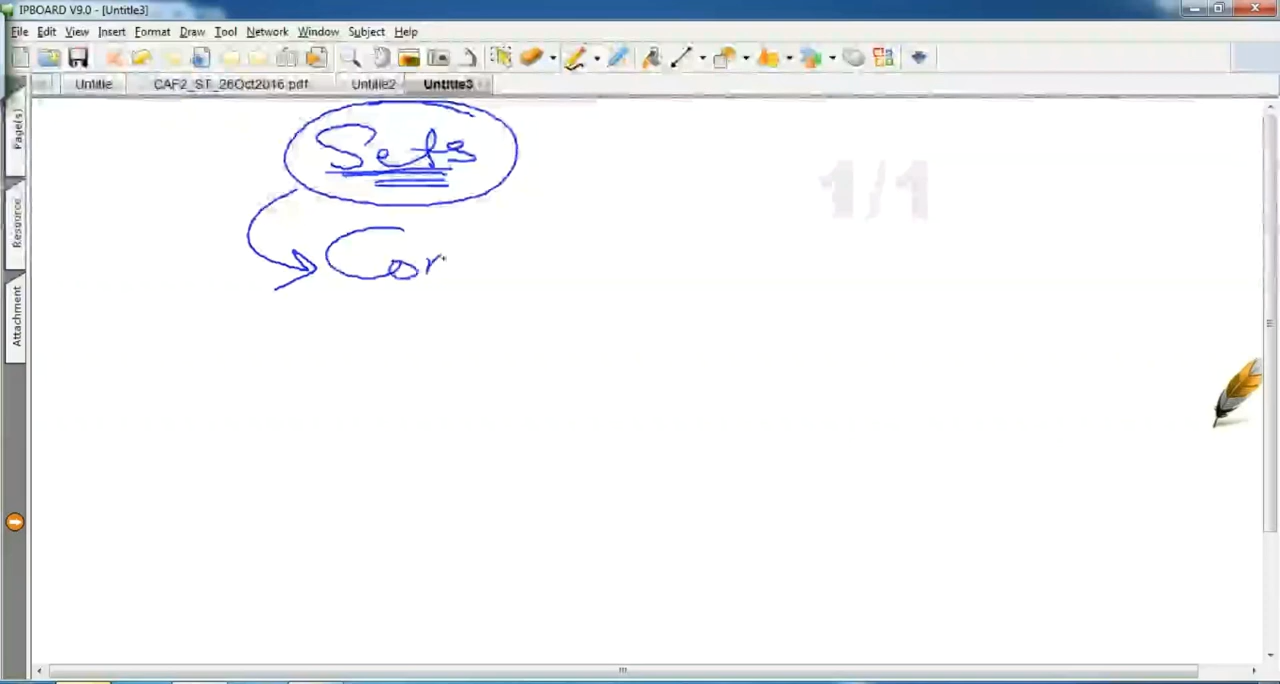 IPBOARD V9.0 - [Untitle3]
File Edit View Insert Format Draw Tool Network Window Subject Help
Untitle CAF2_ST_26Oct2016.pdf Untitle2 Untitle3
Page(s)
Resource
Attachment
Sets
Cor
1/1